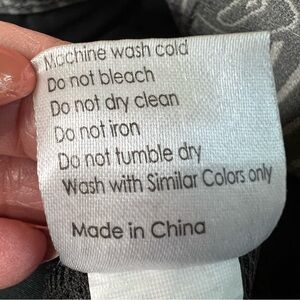 Machine wash cold
Do not bleach
Do not dry clean
Do not iron
Do not tumble dry
Wash with Similar Colors only
Made in China